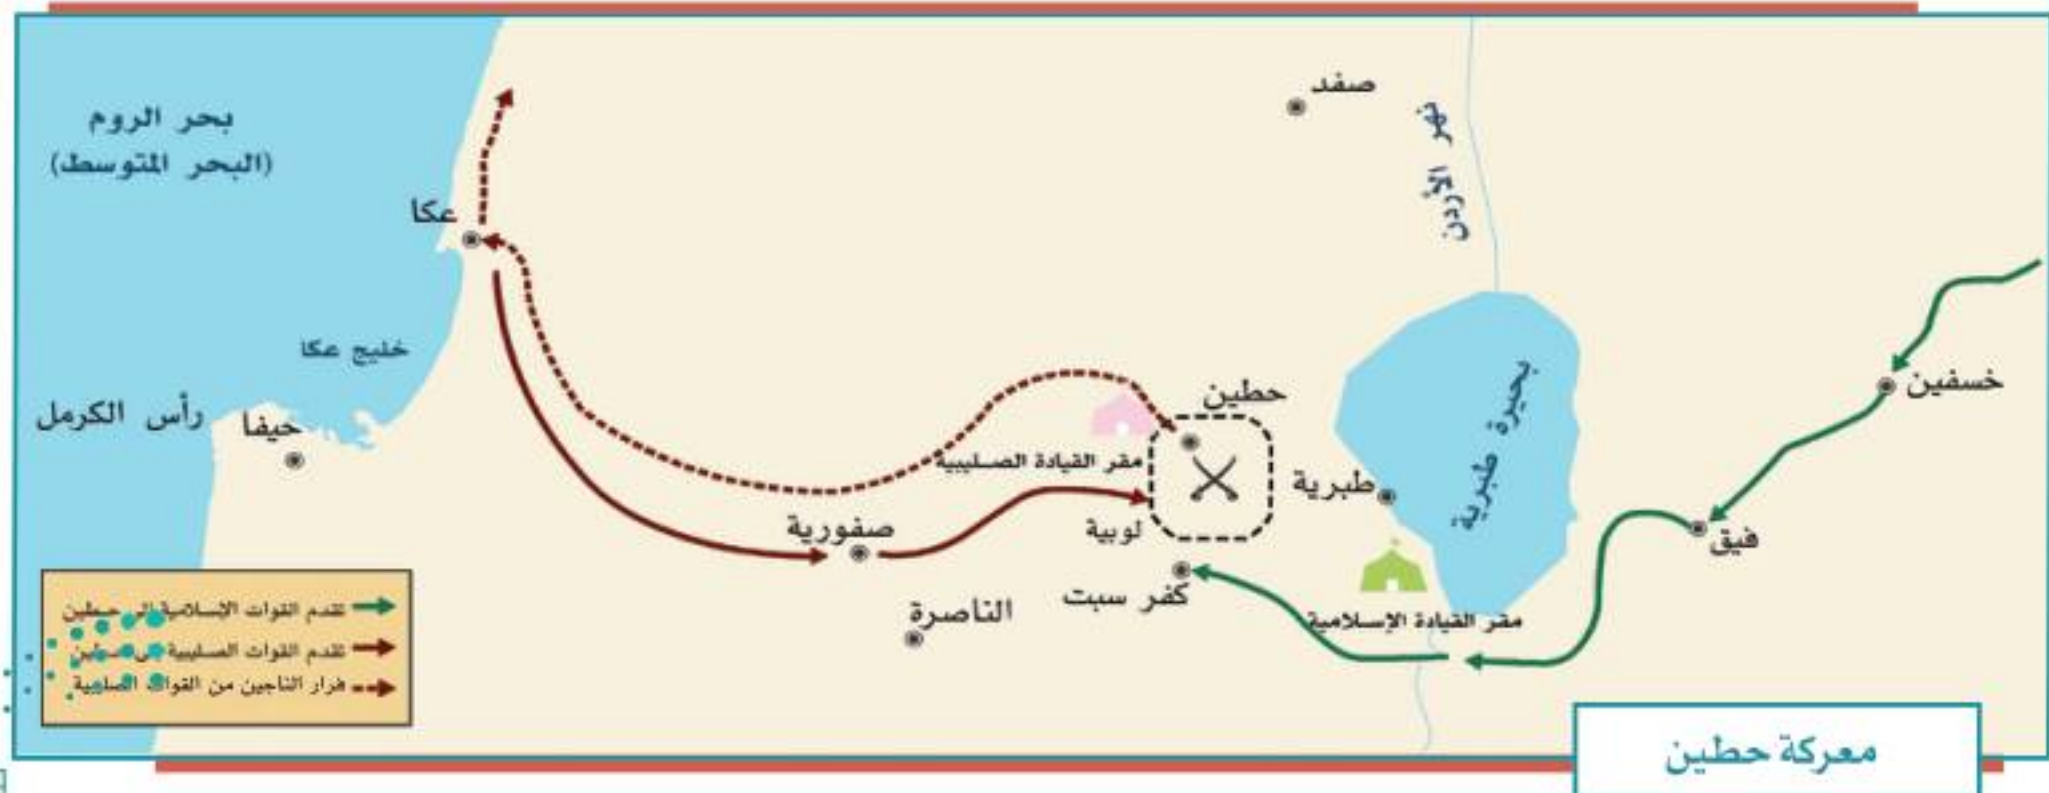 صفد
نهر الأردن
بحر الروم
(البحر المتوسط)
عكا
خليج عكا
رأس الكرمل
حيفا
خسفين
حطين
بحيرة طبرية
مقر القيادة الصليبية
طبرية
لوبية
صفورية
فيق
كفر سبت
الناصرة
مقر القيادة الإسلامية
تقدم القوات الإسلامية إلى حطين
تقدم القوات الصليبية إلى حطين
فرار الناجين من القوات الصليبية
معركة حطين